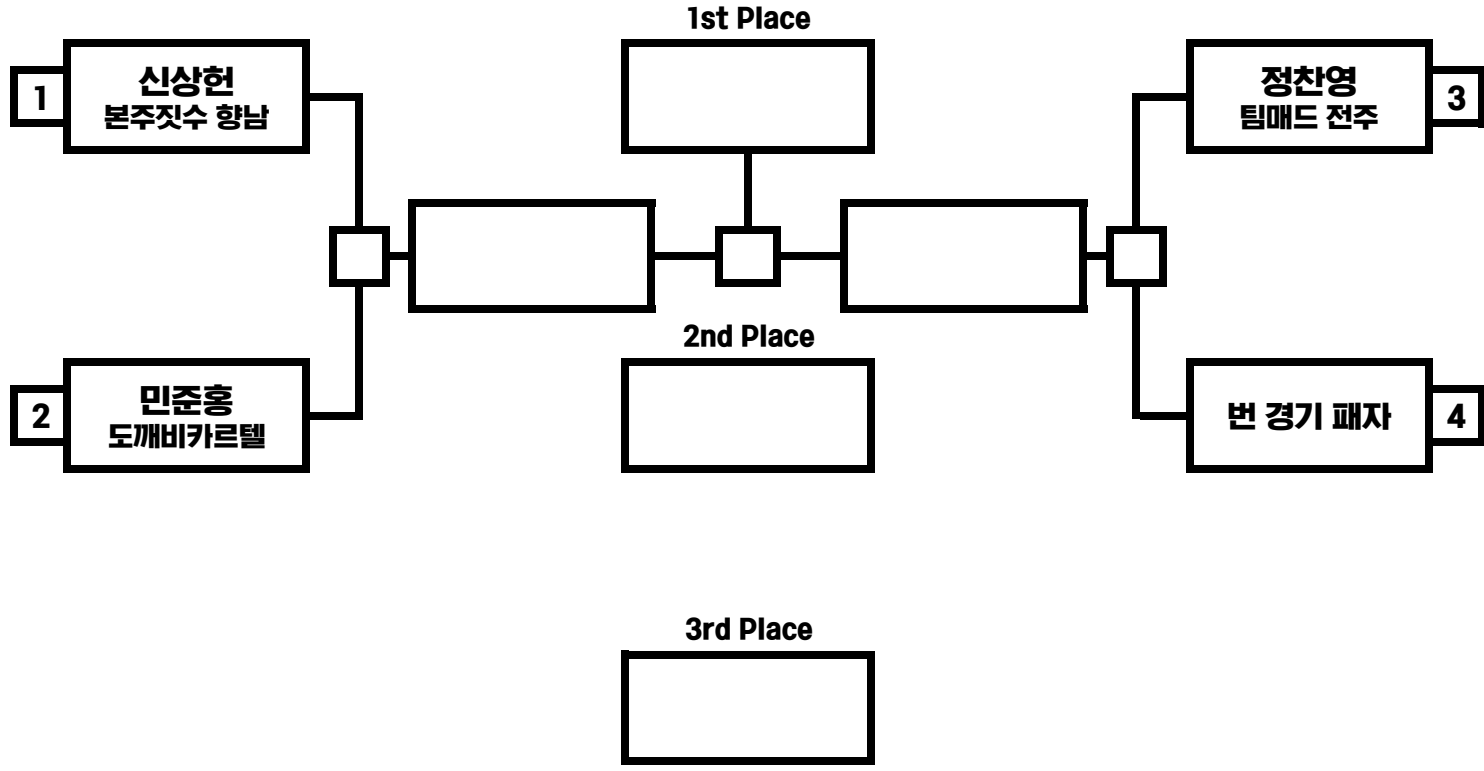 1st Place
1
신상헌
본주짓수 향남
정찬영
팀매드 전주
3
2nd Place
2
민준홍
도깨비카르텔
번 경기 패자
4
3rd Place